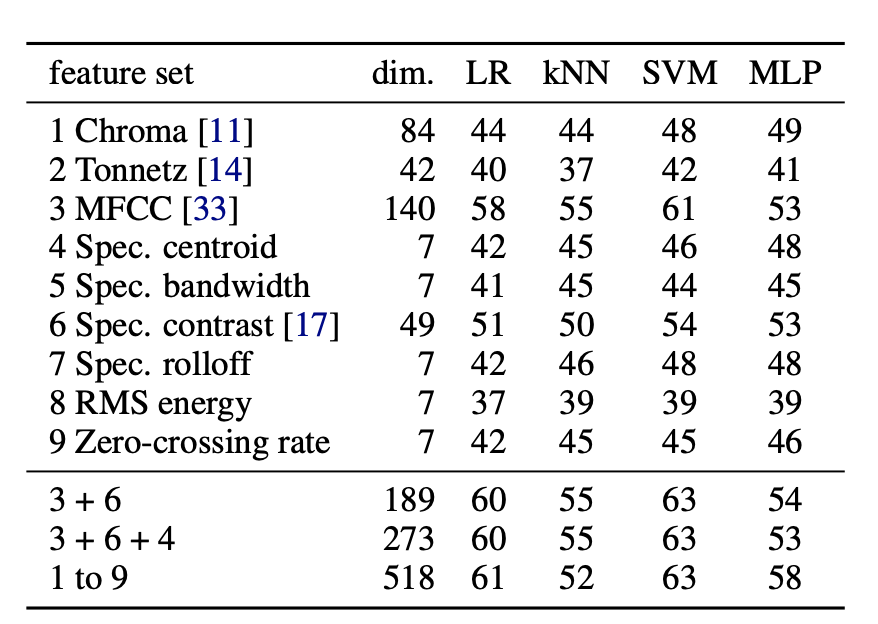 feature set dim. LR kNN SVM MLP
1 Chroma [11] 84 44 44 48 49
2 Tonnetz [14] 42 40 37 42 41
3 MFCC [33] 140 58 55 61 53
4 Spec. centroid 7 42 45 46 48
5 Spec. bandwidth 7 41 45 44 45
6 Spec. contrast [17] 49 51 50 54 53
7 Spec. rolloff 7 42 46 48 48
8 RMS energy 7 37 39 39 39
9 Zero-crossing rate 7 42 45 45 46
3 + 6 189 60 55 63 54
3 + 6 + 4 273 60 55 63 53
1 to 9 518 61 52 63 58